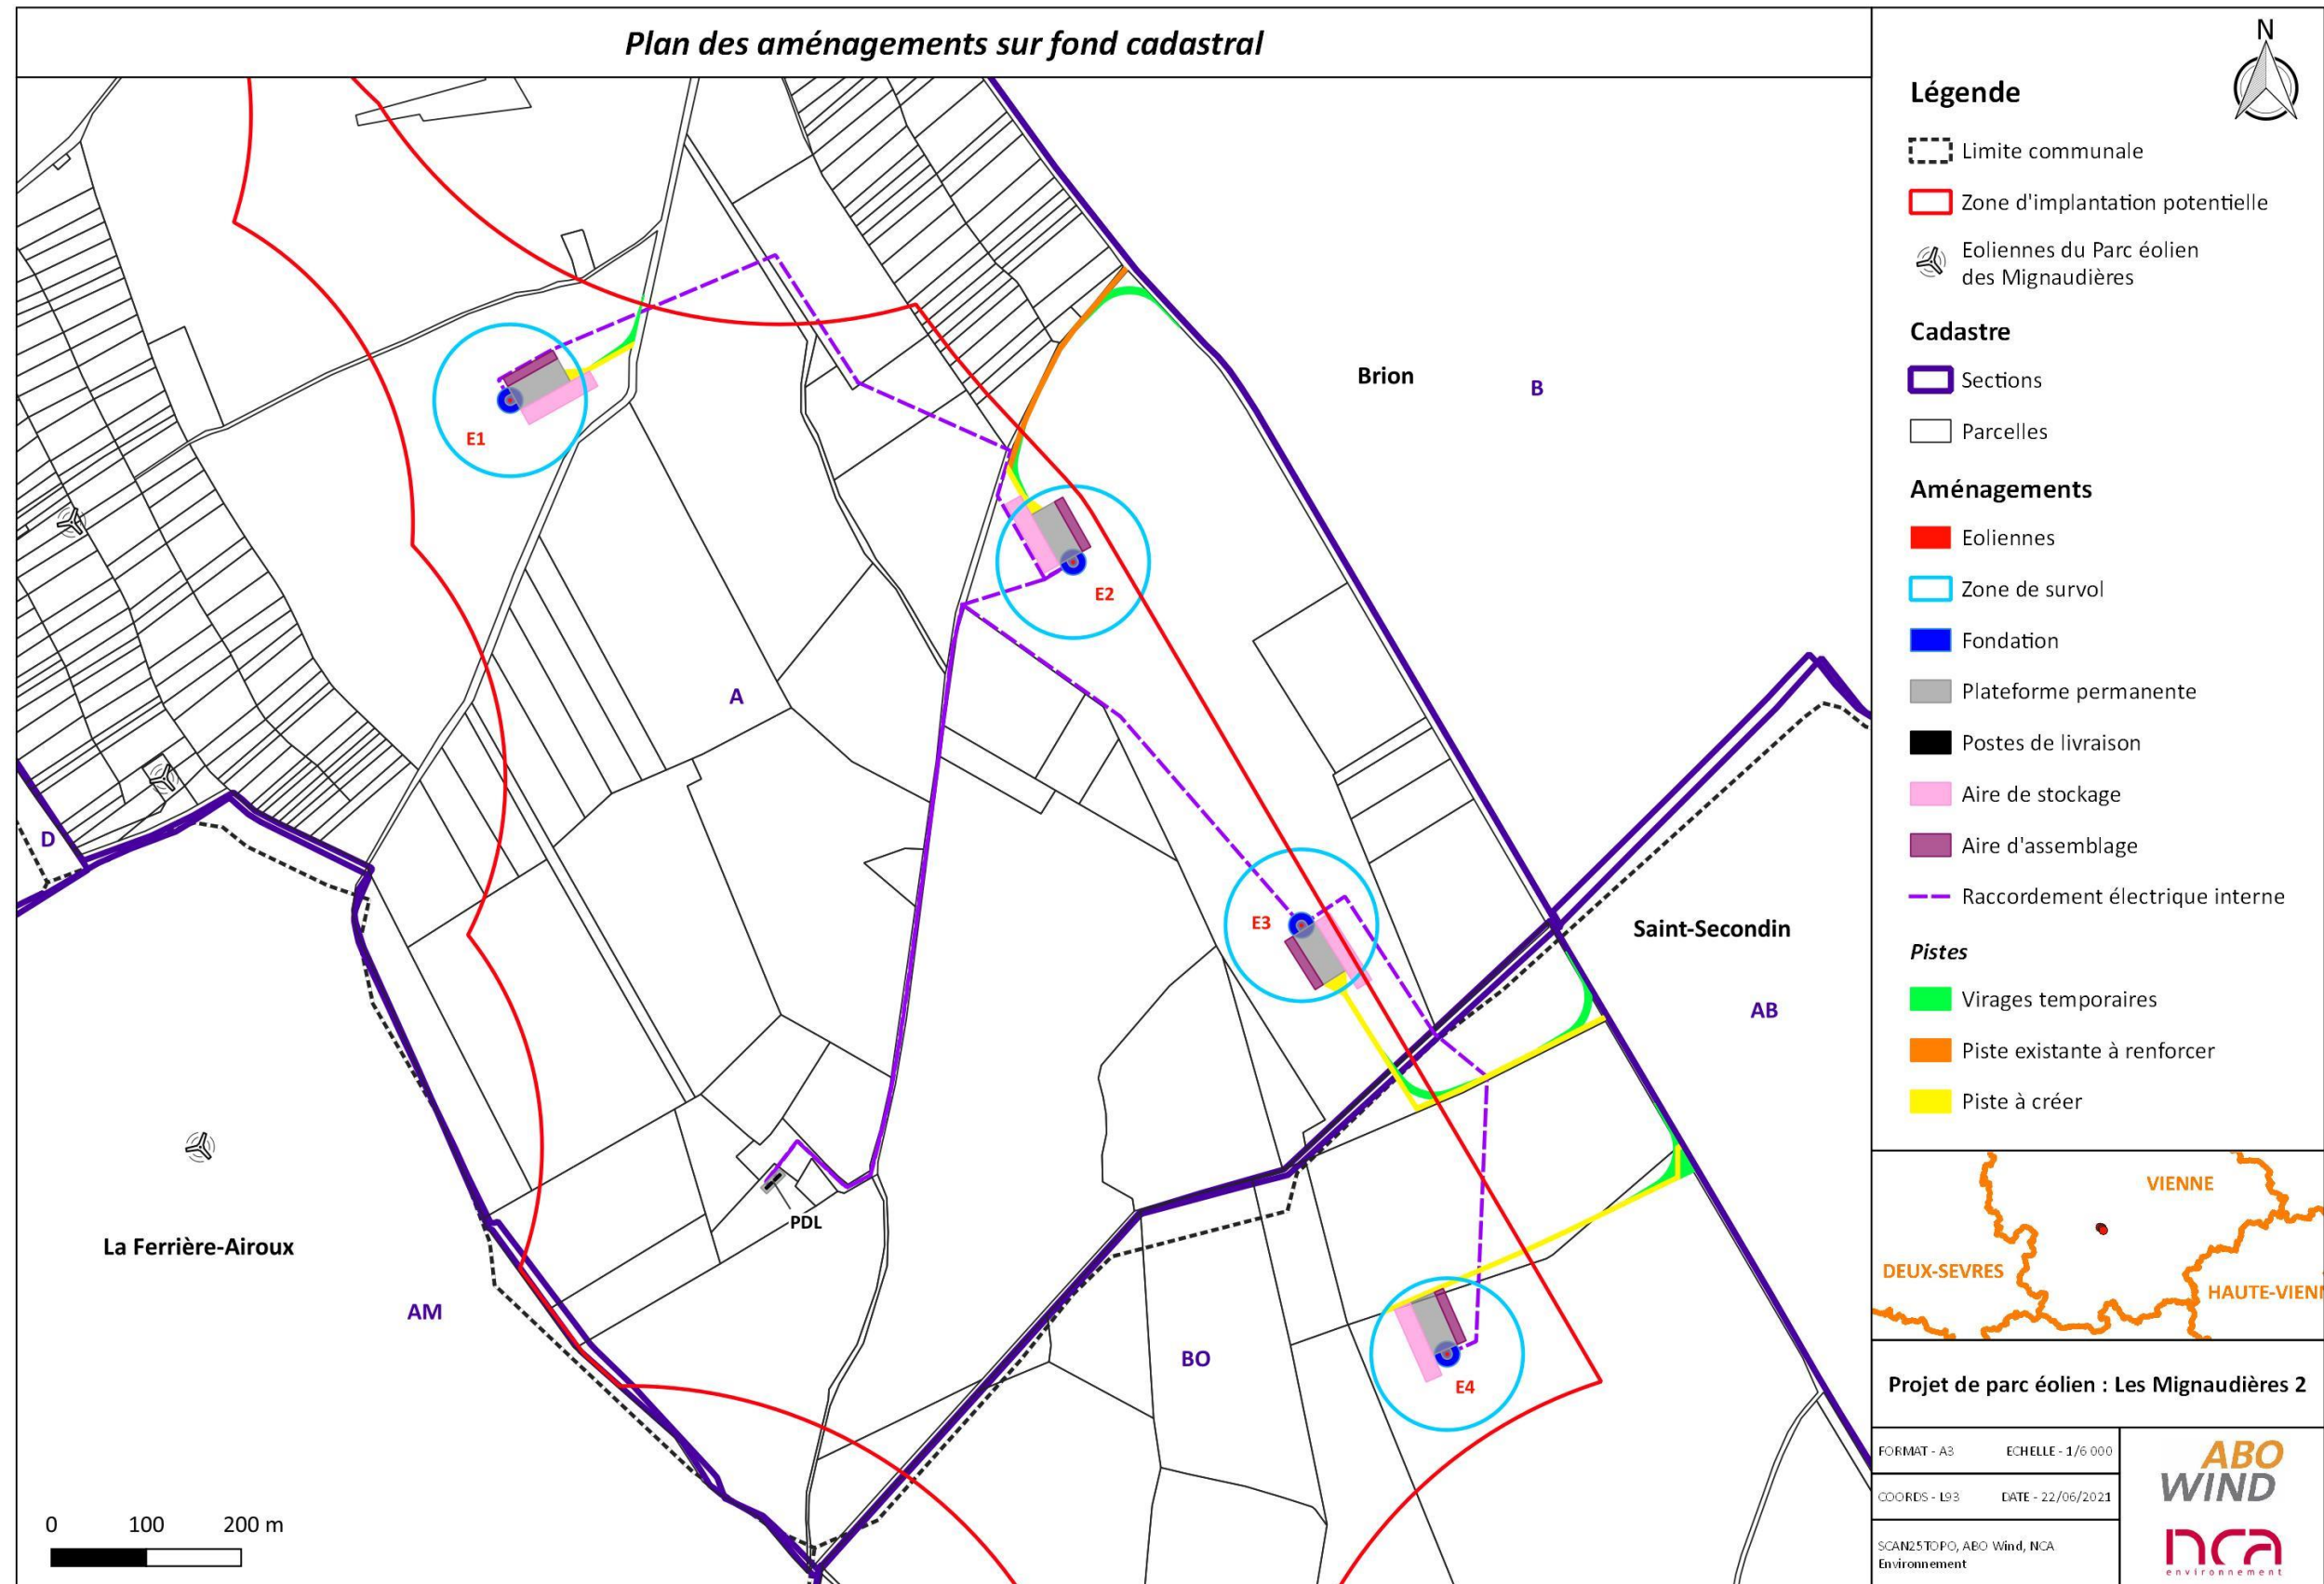 Plan des aménagements sur fond cadastral
N
Légende
Limite communale
Zone d'implantation potentielle
Eoliennes du Parc éolien
des Mignaudières
Cadastre
Sections
Parcelles
Aménagements
Eoliennes
Zone de survol
Fondation
Plateforme permanente
Postes de livraison
Aire de stockage
Aire d'assemblage
Raccordement électrique interne
Pistes
Virages temporaires
Piste existante à renforcer
Piste à créer
Brion
B
E1
E2
A
D
E3
Saint-Secondin
AB
PDL
La Ferrière-Airoux
AM
BO
E4
0 100 200 m
VIENNE
DEUX-SEVRES
HAUTE-VIENN
Projet de parc éolien : Les Mignaudières 2
FORMAT - A3 ECHELLE - 1/6 000
COORDS - L93 DATE - 22/06/2021
SCAN25TOPO, ABO Wind, NCA
Environnement
ABO
WIND
nca
environnement